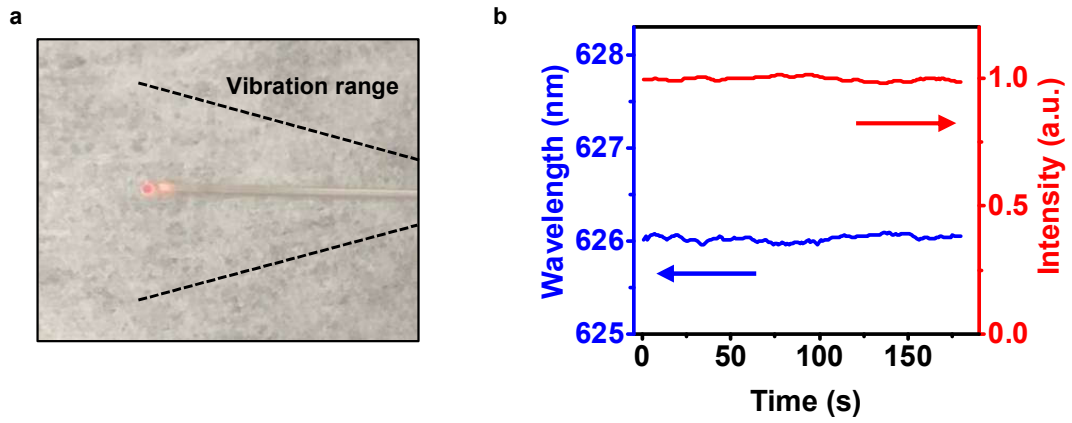 a
Vibration range
b
Wavelength (nm)
628
627
626
625
1.0
0.5
0.0
Intensity (a.u.)
0 50 100 150
Time (s)